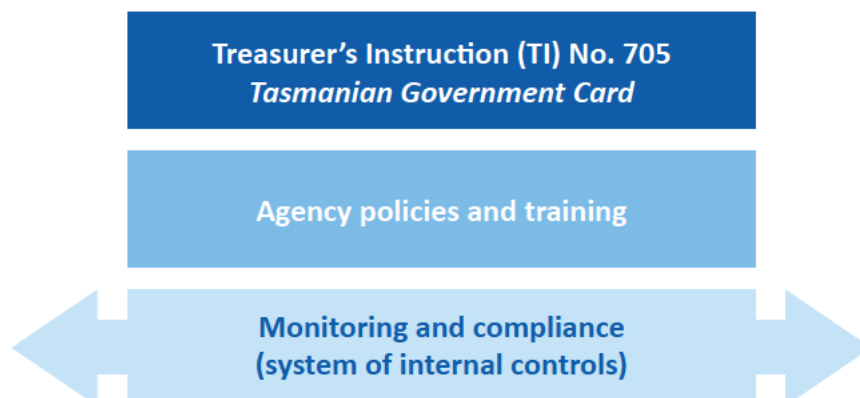 Treasurer’s Instruction (TI) No. 705
Tasmanian Government Card
Agency policies and training
Monitoring and compliance
(system of internal controls)